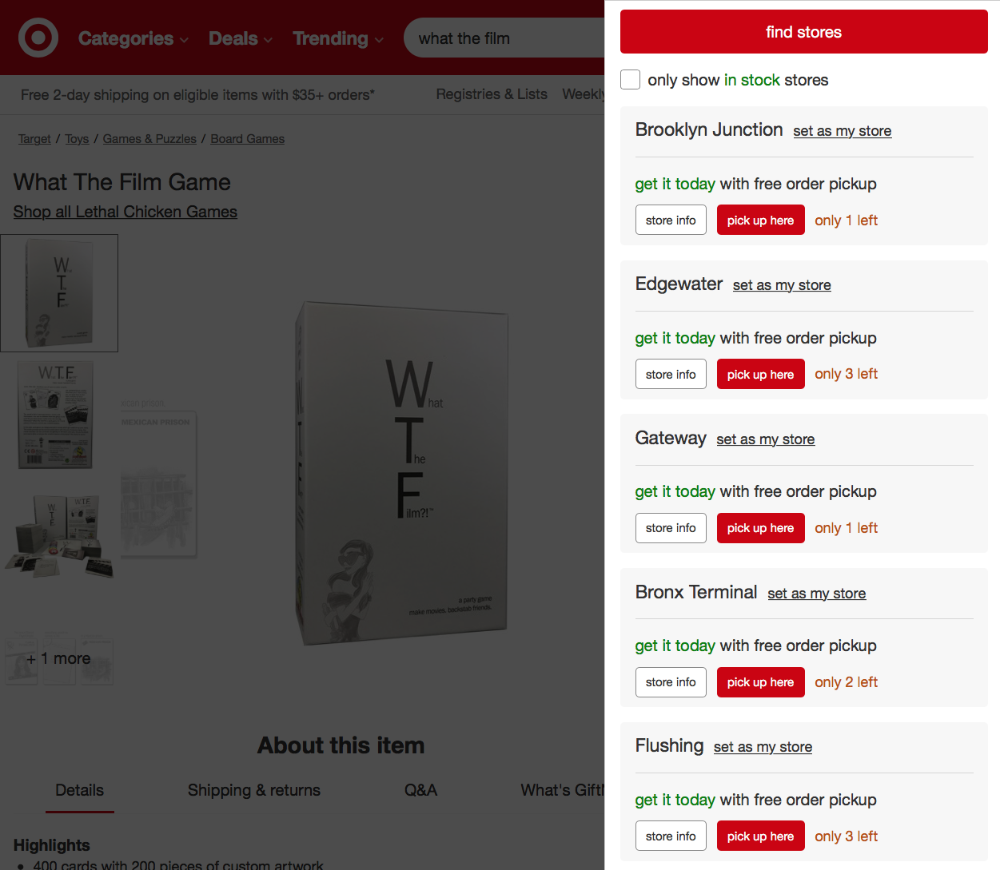 Categories Deals Trending what the film
Free 2-day shipping on eligible items with $35+ orders* Registries & Lists Weekly
Target / Toys / Games & Puzzles / Board Games
What The Film Game
Shop all Lethal Chicken Games
W
T
F
W.T.F.
MEXICAN PRISON
+ 1 more
What
The
Film?!™
a party game
make movies. backstab friends.
About this item
Details Shipping & returns Q&A What's Gift
Highlights
• 400 cards with 200 pieces of custom artwork
find stores
only show in stock stores
Brooklyn Junction set as my store
get it today with free order pickup
store info pick up here only 1 left
Edgewater set as my store
get it today with free order pickup
store info pick up here only 3 left
Gateway set as my store
get it today with free order pickup
store info pick up here only 1 left
Bronx Terminal set as my store
get it today with free order pickup
store info pick up here only 2 left
Flushing set as my store
get it today with free order pickup
store info pick up here only 3 left